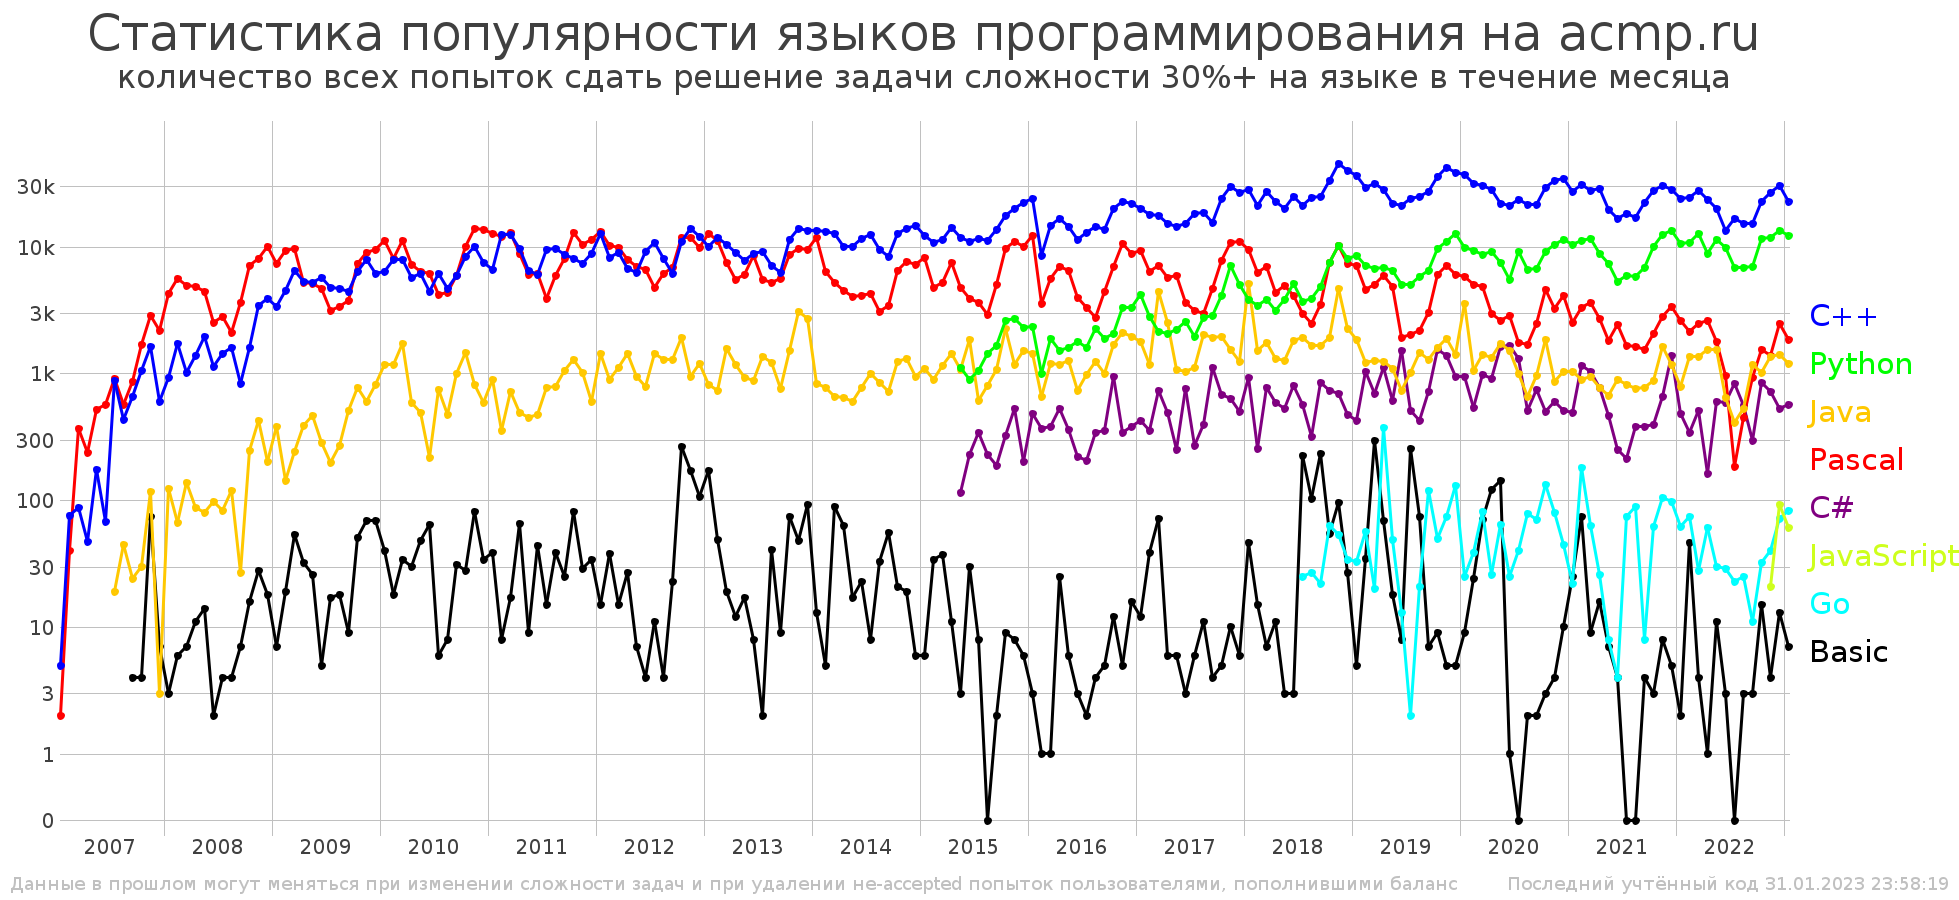 Статистика популярности языков программирования на acmp.ru
количество всех попыток сдать решение задачи сложности 30%+ на языке в течение месяца
30k
10k
3k
1k
300
100
30
10
3
1
0
C++
Python
Java
Pascal
C#
JavaScript
Go
Basic
2007 2008 2009 2010 2011 2012 2013 2014 2015 2016 2017 2018 2019 2020 2021 2022
Данные в прошлом могут меняться при изменении сложности задач и при удалении не-accepted попыток пользователями, пополнившими баланс Последний учтённый код 31.01.2023 23:58:19